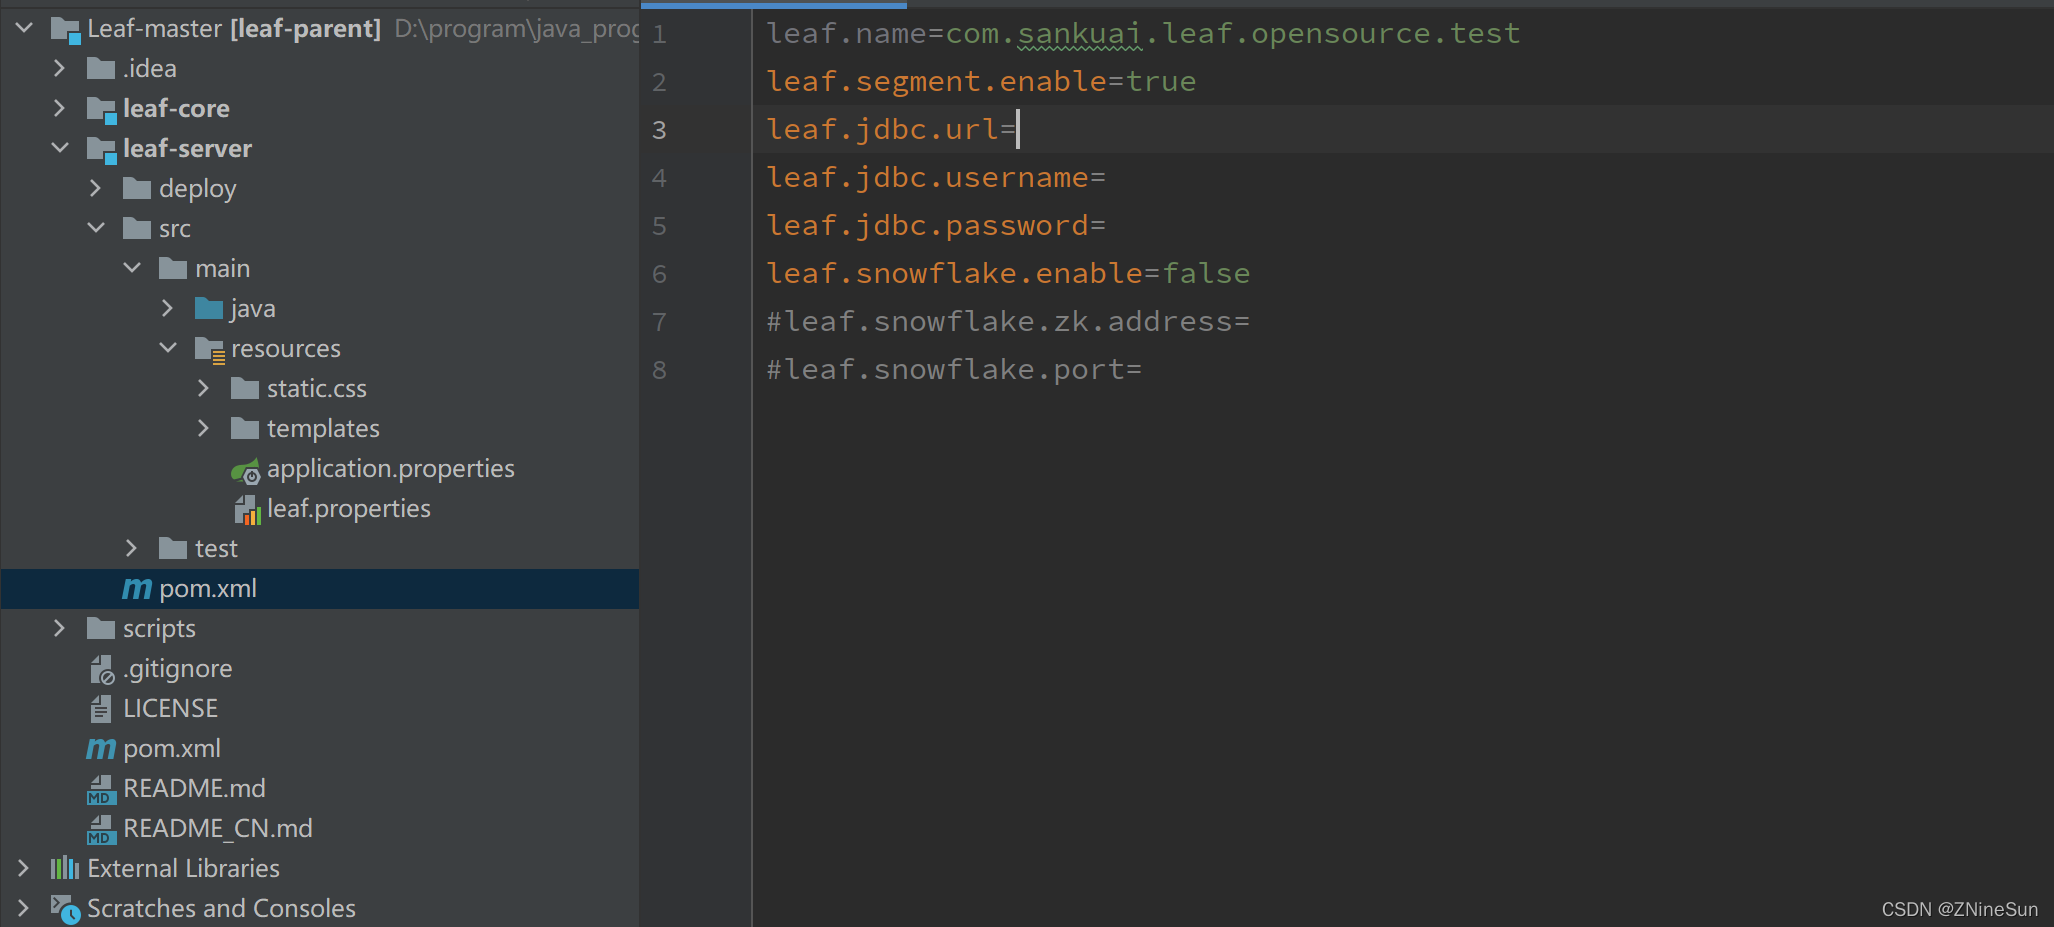 Leaf-master [leaf-parent] D:\program\java_prog
.idea
leaf-core
leaf-server
deploy
src
main
java
resources
static.css
templates
application.properties
leaf.properties
test
pom.xml
scripts
.gitignore
LICENSE
pom.xml
README.md
README_CN.md
External Libraries
Scratches and Consoles
1 leaf.name=com.sankuai.leaf.opensource.test
2 leaf.segment.enable=true
3 leaf.jdbc.url=
4 leaf.jdbc.username=
5 leaf.jdbc.password=
6 leaf.snowflake.enable=false
7 #leaf.snowflake.zk.address=
8 #leaf.snowflake.port=
CSDN @ZNineSun